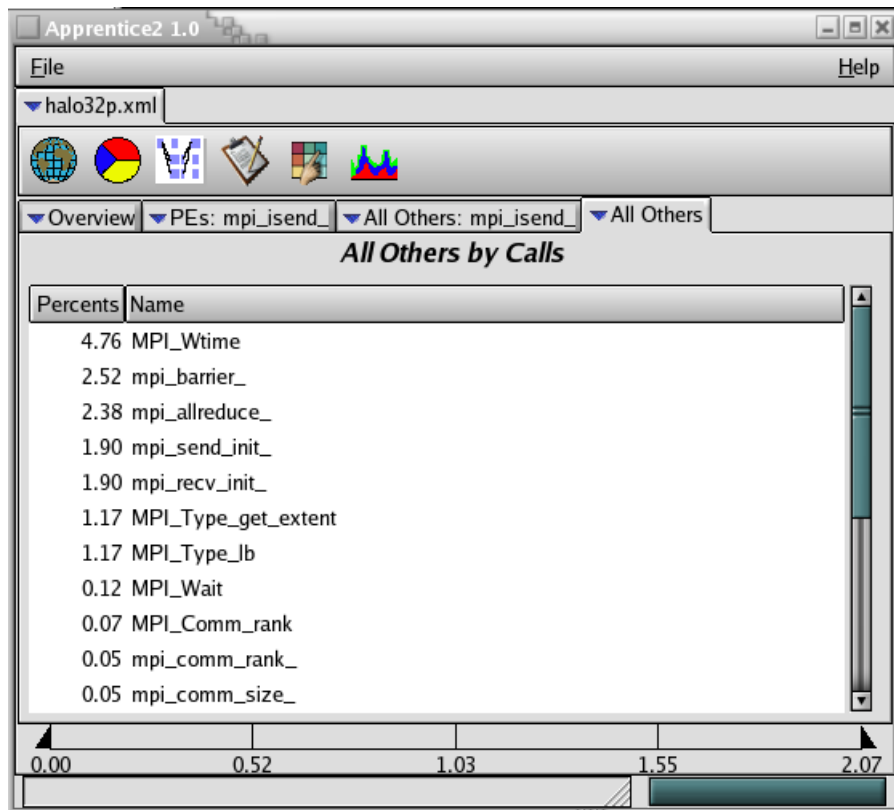 Apprentice2 1.0
File Help
halo32p.xml
Overview PEs: mpi_isend_ All Others: mpi_isend_ All Others
All Others by Calls
Percents Name
4.76 MPI_Wtime
2.52 mpi_barrier_
2.38 mpi_allreduce_
1.90 mpi_send_init_
1.90 mpi_recv_init_
1.17 MPI_Type_get_extent
1.17 MPI_Type_lb
0.12 MPI_Wait
0.07 MPI_Comm_rank
0.05 mpi_comm_rank_
0.05 mpi_comm_size_
0.00 0.52 1.03 1.55 2.07